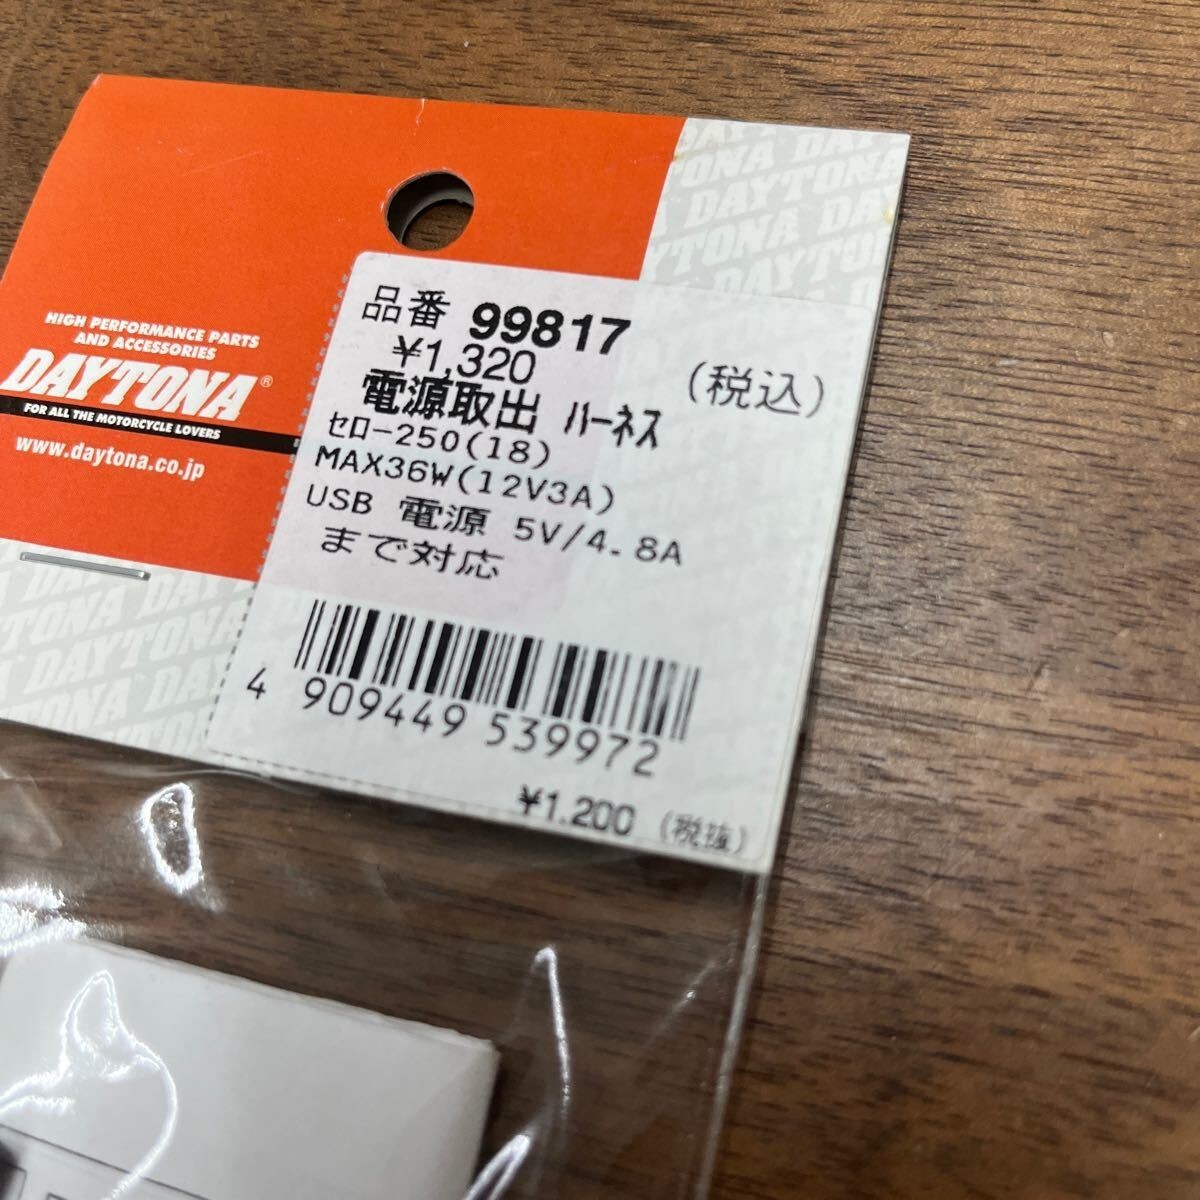 HIGH PERFORMANCE PARTS
AND ACCESSORIES
DAYTONA®
FOR ALL THE MOTORCYCLE LOVERS
www.daytona.co.jp
品番 99817
¥1,320 (税込)
電源取出 ハーネス
セロー250(18)
MAX36W(12V3A)
USB 電源 5V/4.8A
まで対応
4 909449 539972
¥1.200 (税抜)
DAYTONA DAYTONA